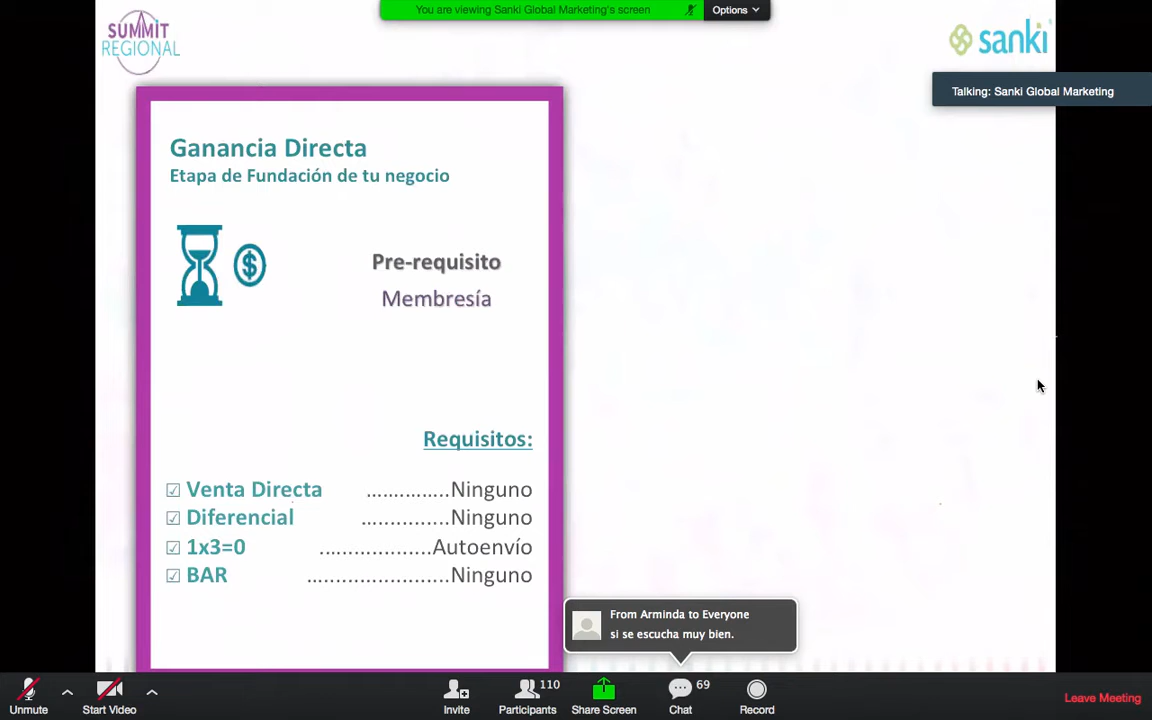 You are viewing Sanki Global Marketing's screen
Options
SUMMIT
REGIONAL
sanki
Talking: Sanki Global Marketing
Ganancia Directa
Etapa de Fundación de tu negocio
$
Pre-requisito
Membresía
Requisitos:
☑ Venta Directa ...............Ninguno
☑ Diferencial ..............Ninguno
☑ 1x3=0 ...................Autoenvío
☑ BAR ........................Ninguno
From Arminda to Everyone
si se escucha muy bien.
110
69
Unmute
Start Video
Invite
Participants
Share Screen
Chat
Record
Leave Meeting